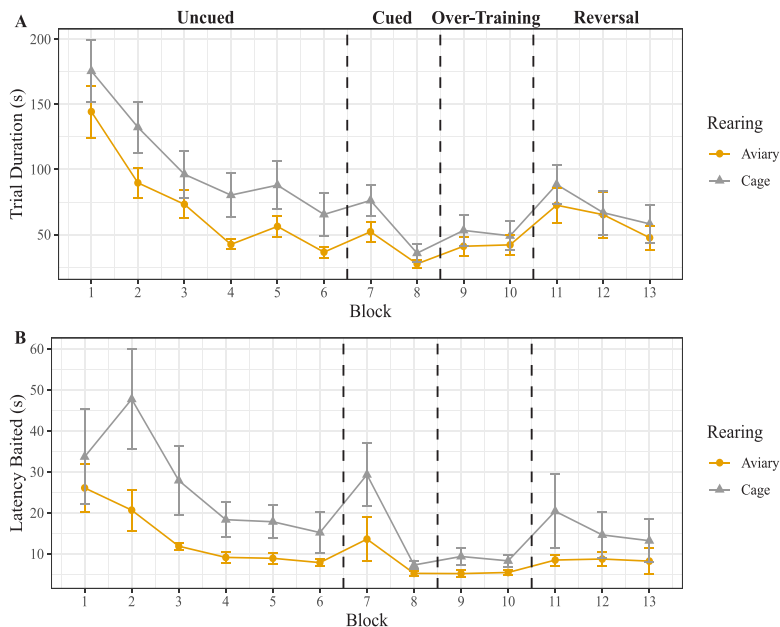 A
Uncued Cued Over-Training Reversal
200
150
100
50
Trial Duration (s)
1 2 3 4 5 6 7 8 9 10 11 12 13
Block
Rearing
Aviary
Cage
B
60
50
40
30
20
10
Latency Baited (s)
1 2 3 4 5 6 7 8 9 10 11 12 13
Block
Rearing
Aviary
Cage